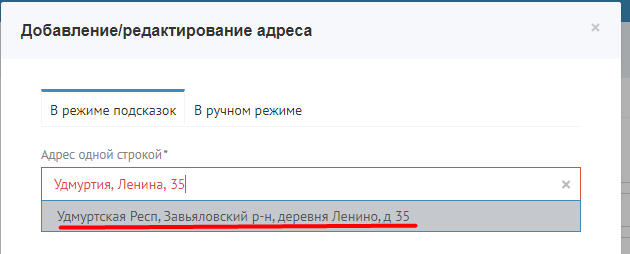 Добавление/редактирование адреса
×
В режиме подсказок В ручном режиме
Адрес одной строкой*
Удмуртия, Ленина, 35 ×
Удмуртская Респ, Завьяловский р-н, деревня Ленино, д 35